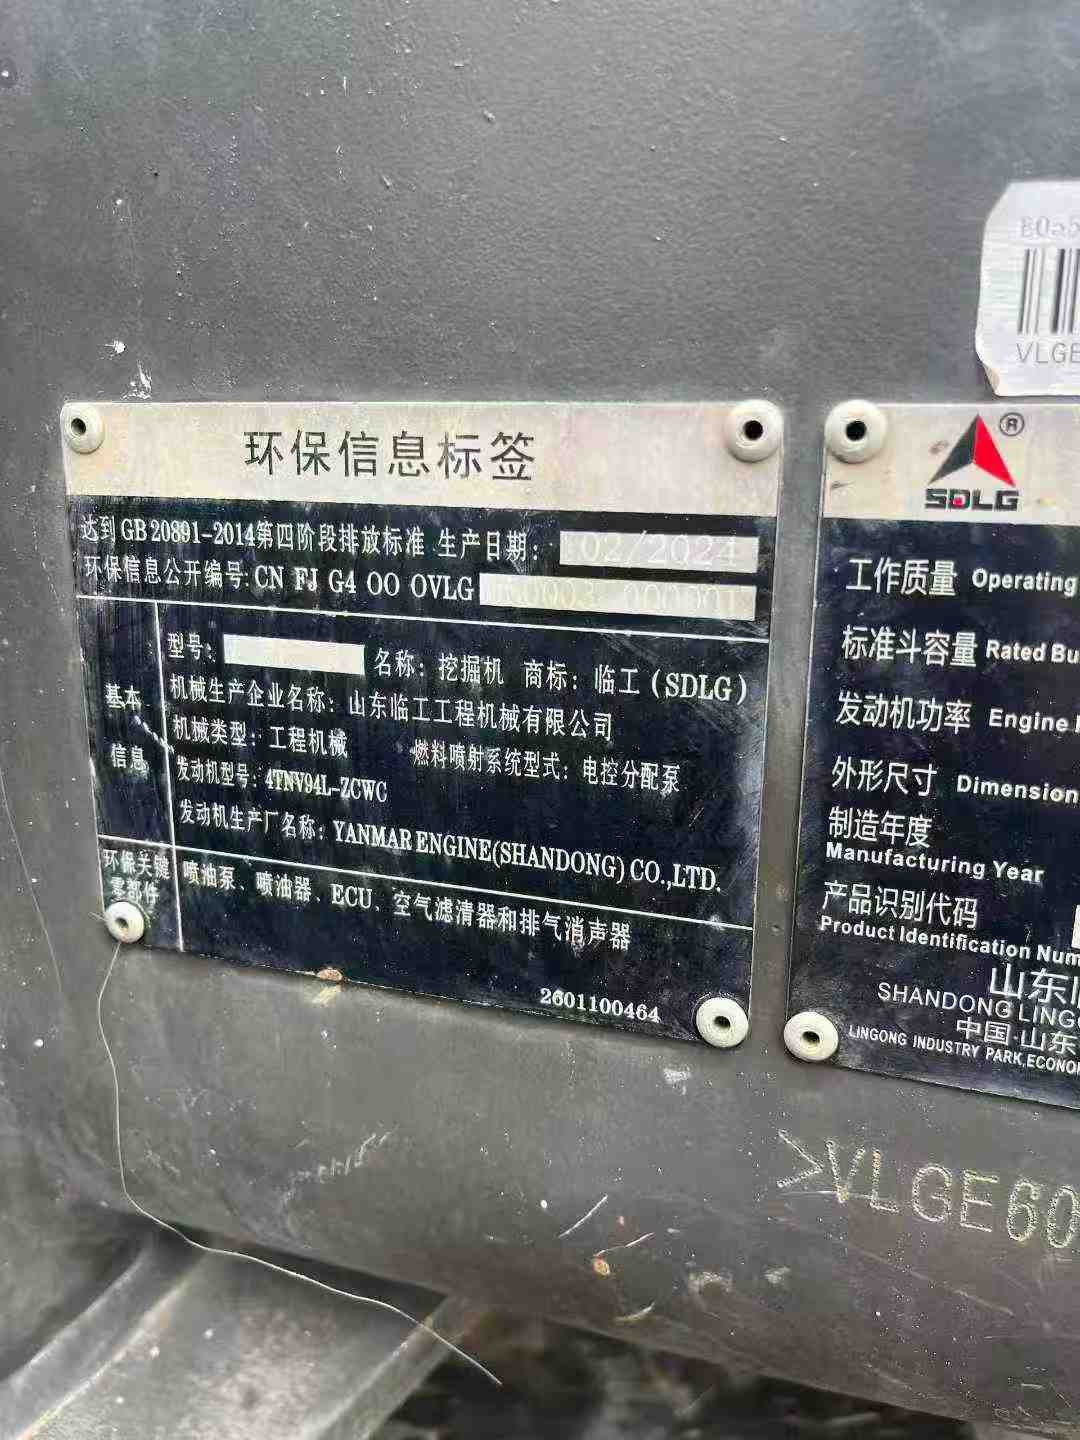 环保信息标签
达到GB 20891-2014第四阶段排放标准 生产日期: 02/2024
环保信息公开编号: CN FJ G4 OO OVLG
基本信息
型号:
名称: 挖掘机 商标: 临工 (SDLG)
机械生产企业名称: 山东临工工程机械有限公司
机械类型: 工程机械 燃料喷射系统型式: 电控分配泵
发动机型号: 4TNV94L-ZCWC
发动机生产厂名称: YANMAR ENGINE(SHANDONG) CO.,LTD.
环保关键零部件
喷油泵、喷油器、ECU、空气滤清器和排气消声器
2601100464
VLGE
SDLG
工作质量 Operating
标准斗容量 Rated Bu
发动机功率 Engine
外形尺寸 Dimension
制造年度
Manufacturing Year
产品识别代码
Product Identification Num
山东
SHANDONG LING
中国·山东
LINGONG INDUSTRY PARK,ECONO
>VLGE60